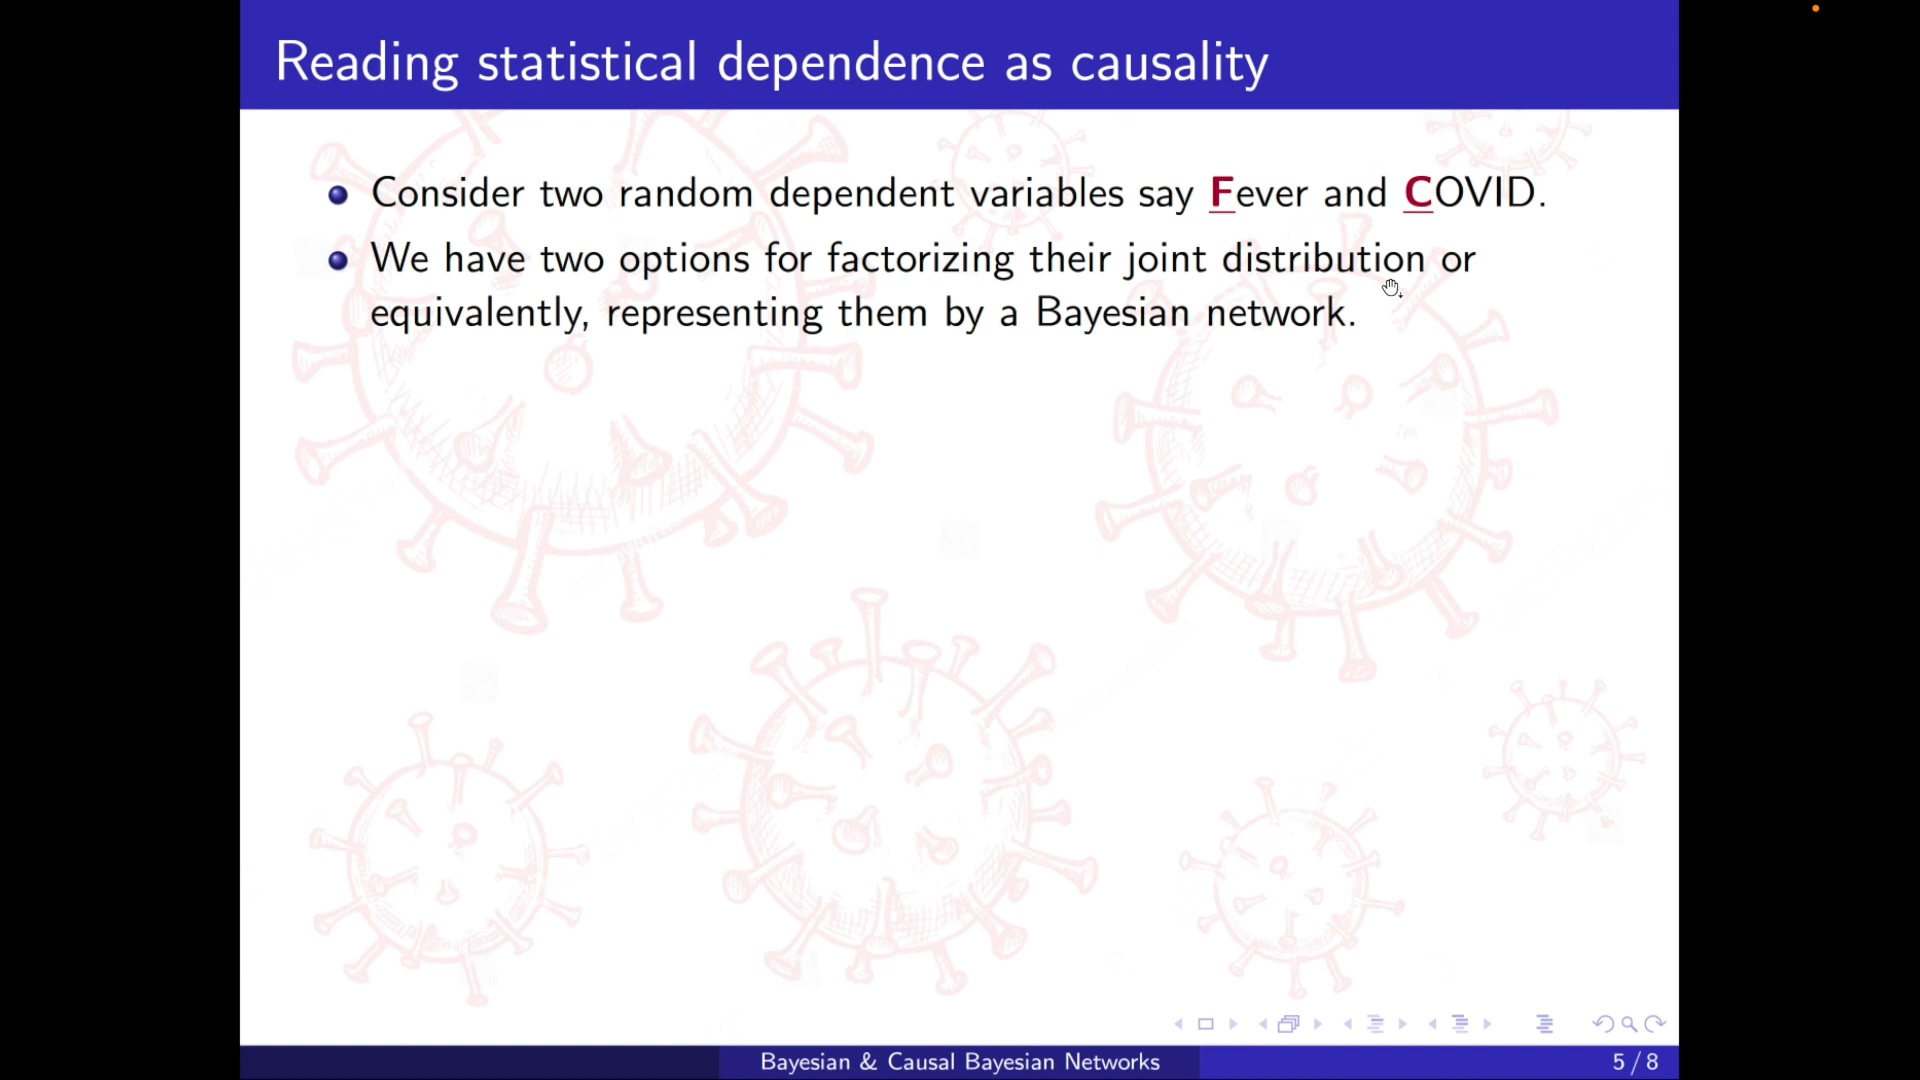 Reading statistical dependence as causality
Consider two random dependent variables say Fever and COVID.
We have two options for factorizing their joint distribution or
equivalently, representing them by a Bayesian network.
Bayesian & Causal Bayesian Networks
5 / 8